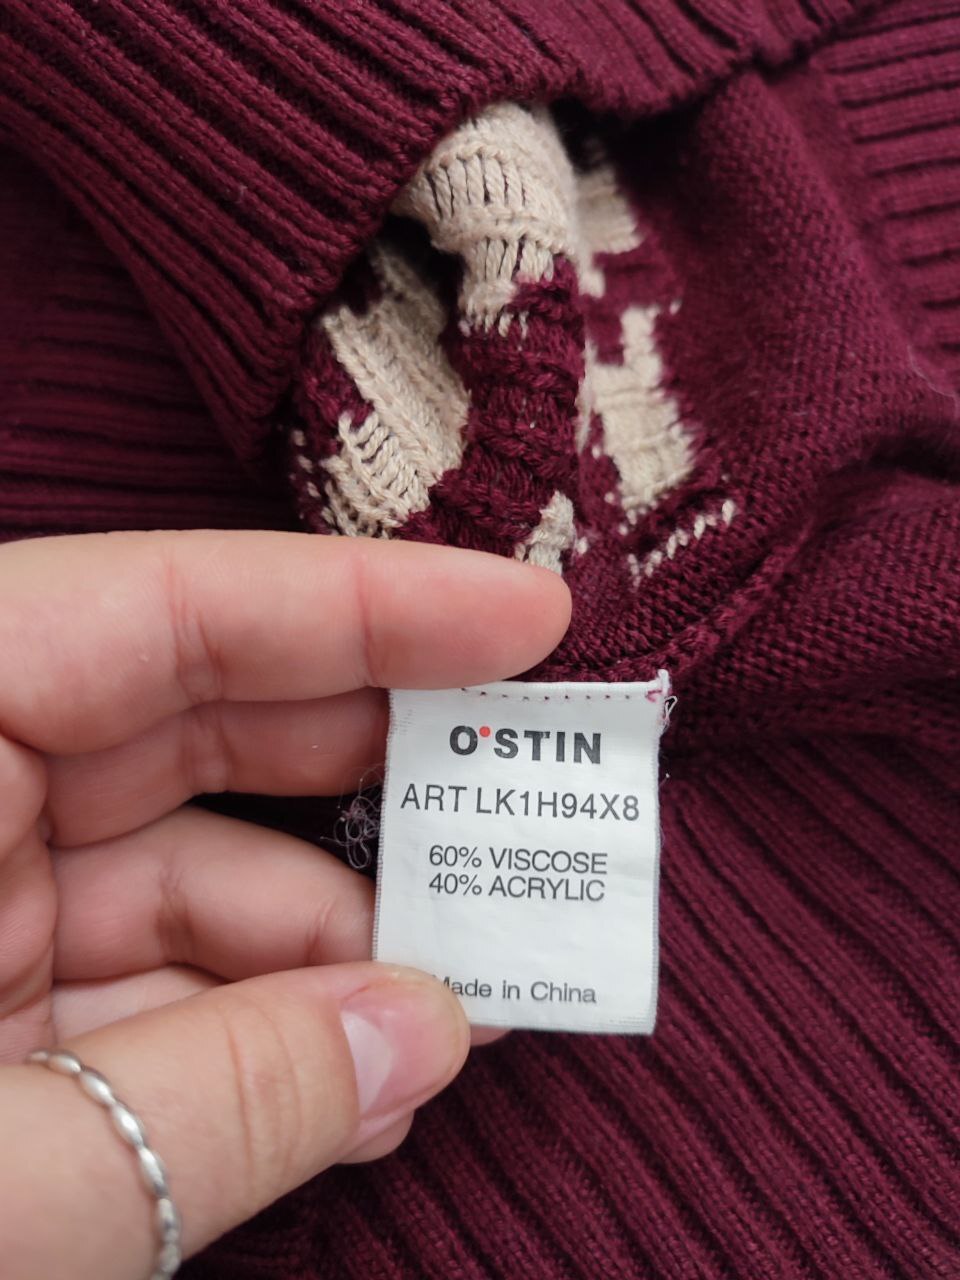 O'STIN
ART LK1H94X8
60% VISCOSE
40% ACRYLIC
Made in China